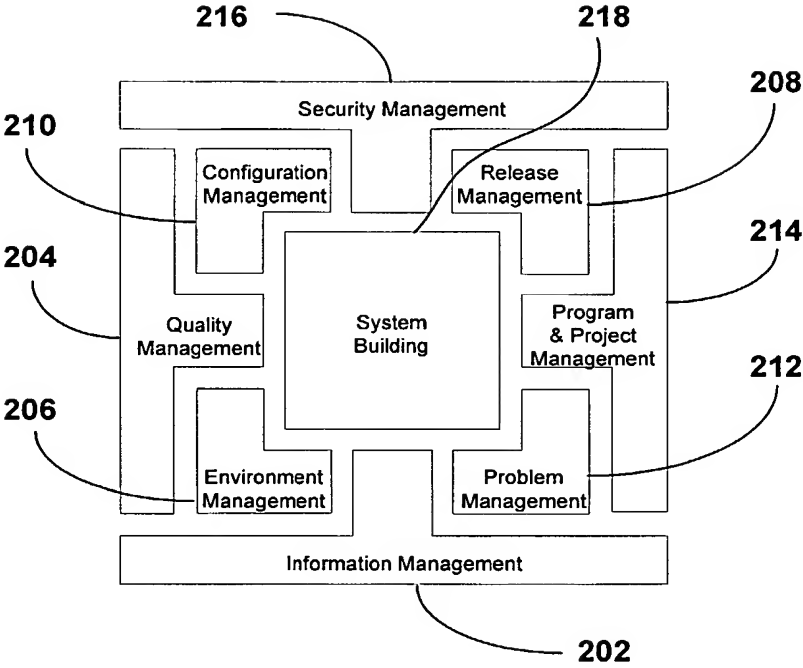 216
218
208
Security Management
210
Configuration
Management
Release
Management
204
214
Quality
Management
System
Building
Program
& Project
Management
206
212
Environment
Management
Problem
Management
Information Management
202